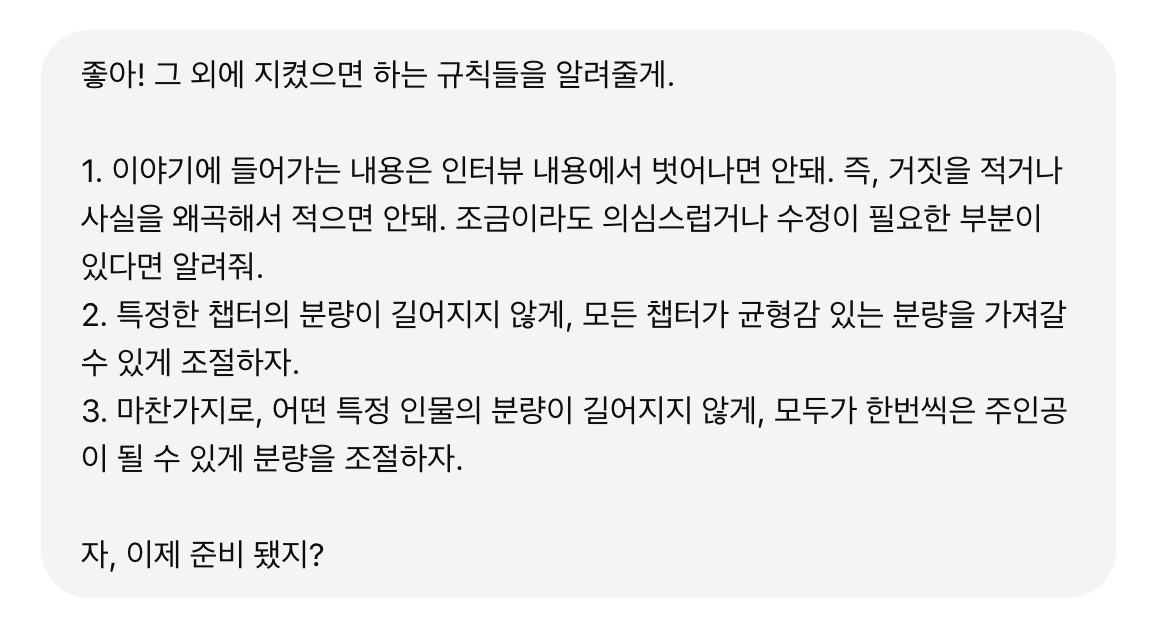 좋아! 그 외에 지켰으면 하는 규칙들을 알려줄게.
1. 이야기에 들어가는 내용은 인터뷰 내용에서 벗어나면 안돼. 즉, 거짓을 적거나
사실을 왜곡해서 적으면 안돼. 조금이라도 의심스럽거나 수정이 필요한 부분이
있다면 알려줘.
2. 특정한 챕터의 분량이 길어지지 않게, 모든 챕터가 균형감 있는 분량을 가져갈
수 있게 조절하자.
3. 마찬가지로, 어떤 특정 인물의 분량이 길어지지 않게, 모두가 한번씩은 주인공
이 될 수 있게 분량을 조절하자.
자, 이제 준비 됐지?